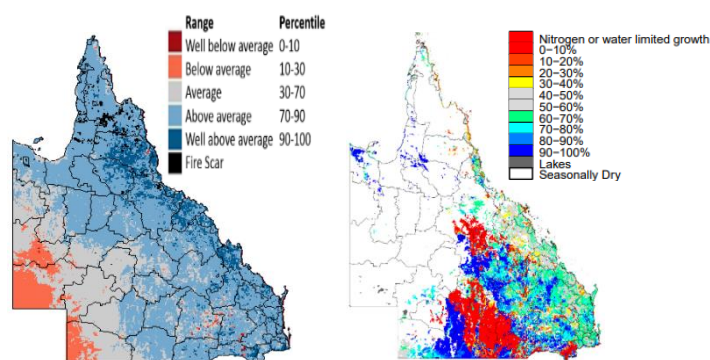 Range Percentile
Well below average 0-10
Below average 10-30
Average 30-70
Above average 70-90
Well above average 90-100
Fire Scar
Nitrogen or water limited growth
0−10%
10−20%
20−30%
30−40%
40−50%
50−60%
60−70%
70−80%
80−90%
90−100%
Lakes
Seasonally Dry